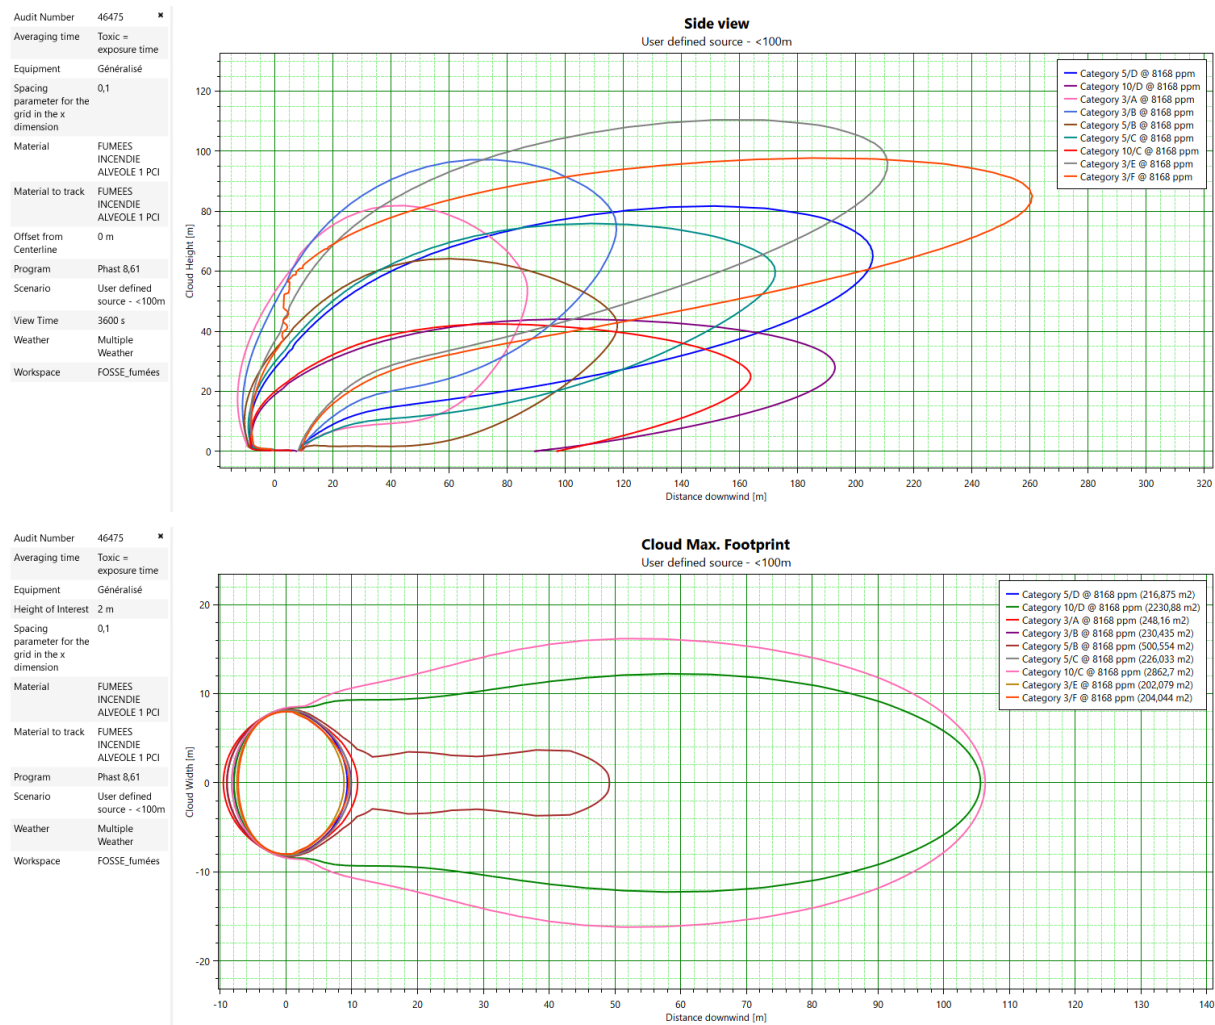 Audit Number 46475 ✖
Averaging time Toxic =
exposure time
Equipment Généralisé
Spacing 0,1
parameter for the
grid in the x
dimension
Material FUMEES
INCENDIE
ALVEOLE 1 PCI
Material to track FUMEES
INCENDIE
ALVEOLE 1 PCI
Offset from 0 m
Centerline
Program Phast 8,61
Scenario User defined
source - <100m
View Time 3600 s
Weather Multiple
Weather
Workspace FOSSE_fumées
Side view
User defined source - <100m
Cloud Height [m]
120
100
80
60
40
20
0
0 20 40 60 80 100 120 140 160 180 200 220 240 260 280 300 323
Distance downwind [m]
Category 5/D @ 8168 ppm
Category 10/D @ 8168 ppm
Category 3/A @ 8168 ppm
Category 3/B @ 8168 ppm
Category 5/B @ 8168 ppm
Category 5/C @ 8168 ppm
Category 10/C @ 8168 ppm
Category 3/E @ 8168 ppm
Category 3/F @ 8168 ppm
Audit Number 46475 ✖
Averaging time Toxic =
exposure time
Equipment Généralisé
Height of Interest 2 m
Spacing 0,1
parameter for the
grid in the x
dimension
Material FUMEES
INCENDIE
ALVEOLE 1 PCI
Material to track FUMEES
INCENDIE
ALVEOLE 1 PCI
Program Phast 8,61
Scenario User defined
source - <100m
Weather Multiple
Weather
Workspace FOSSE_fumées
Cloud Max. Footprint
User defined source - <100m
Cloud Width [m]
20
10
0
-10
-20
-10 0 10 20 30 40 50 60 70 80 90 100 110 120 130 140
Distance downwind [m]
Category 5/D @ 8168 ppm (216,875 m2)
Category 10/D @ 8168 ppm (2230,88 m2)
Category 3/A @ 8168 ppm (248,16 m2)
Category 3/B @ 8168 ppm (230,435 m2)
Category 5/B @ 8168 ppm (500,554 m2)
Category 5/C @ 8168 ppm (226,033 m2)
Category 10/C @ 8168 ppm (2862,7 m2)
Category 3/E @ 8168 ppm (202,079 m2)
Category 3/F @ 8168 ppm (204,044 m2)